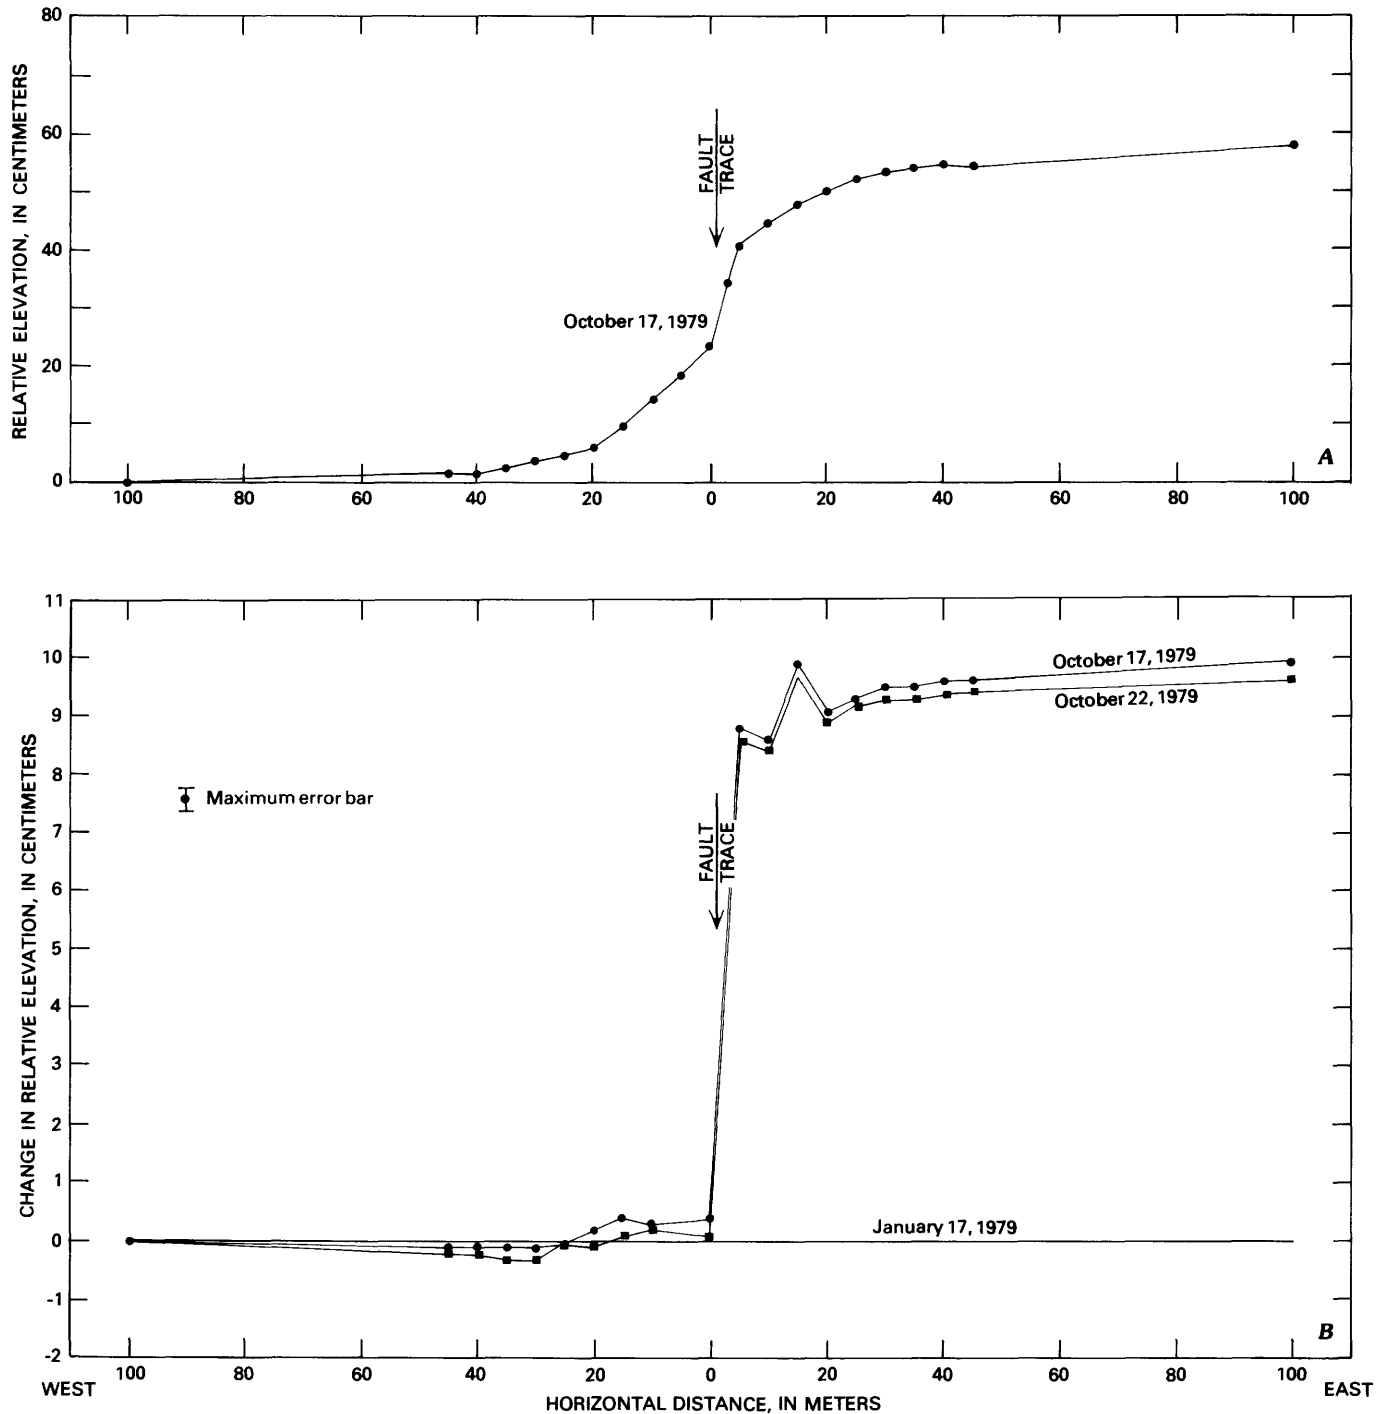 80
60
40
20
0
RELATIVE ELEVATION, IN CENTIMETERS
FAULT
TRACE
October 17, 1979
A
100 80 60 40 20 0 20 40 60 80 100
11
10
9
8
7
6
5
4
3
2
1
0
-1
-2
CHANGE IN RELATIVE ELEVATION, IN CENTIMETERS
October 17, 1979
October 22, 1979
Maximum error bar
FAULT
TRACE
January 17, 1979
B
100 80 60 40 20 0 20 40 60 80 100
WEST
EAST
HORIZONTAL DISTANCE, IN METERS